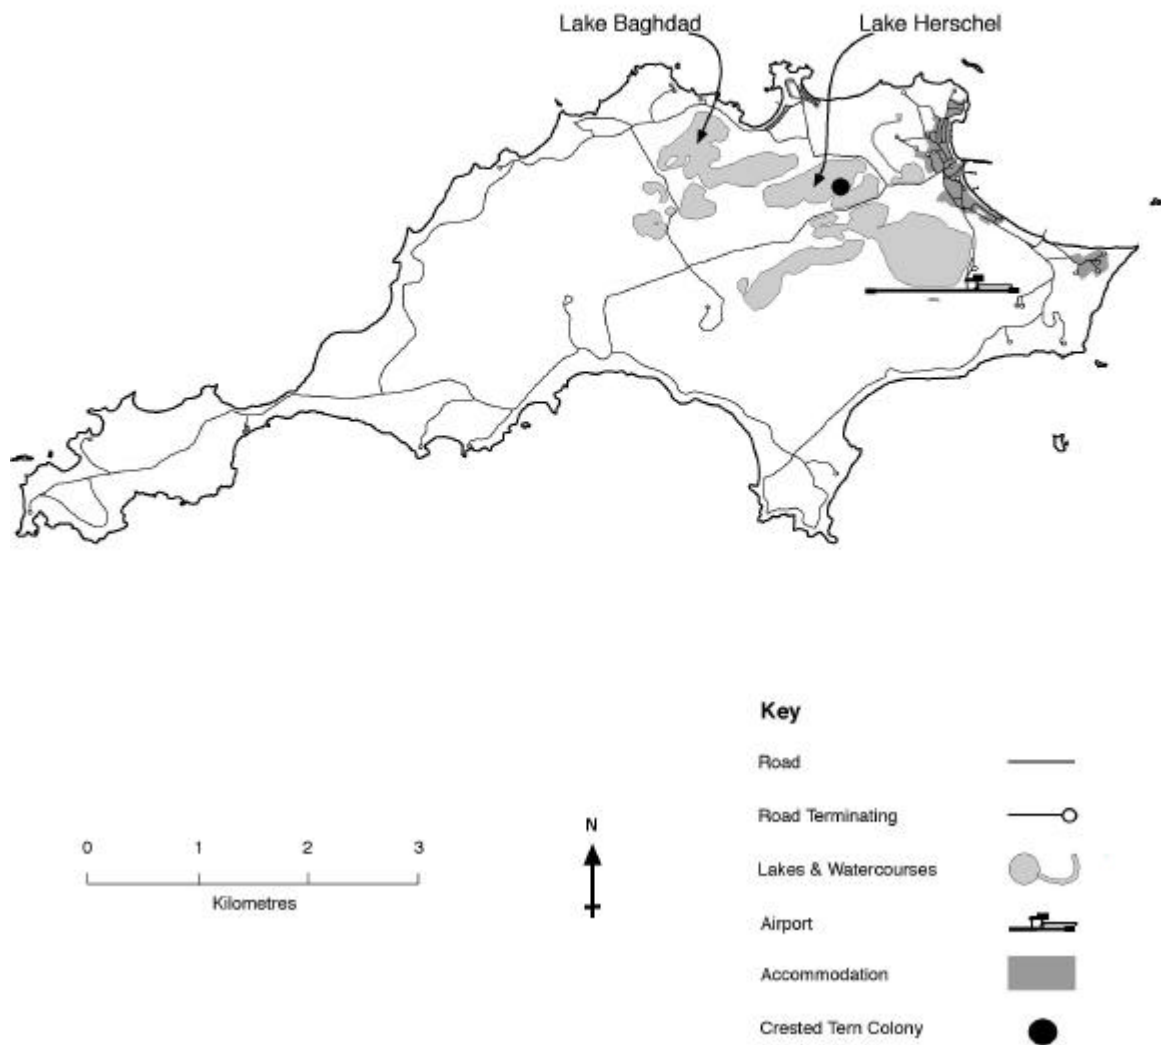 Lake Baghdad
Lake Herschel
Key
Road
Road Terminating
Lakes & Watercourses
Airport
Accommodation
Crested Tern Colony
0 1 2 3
Kilometres
N